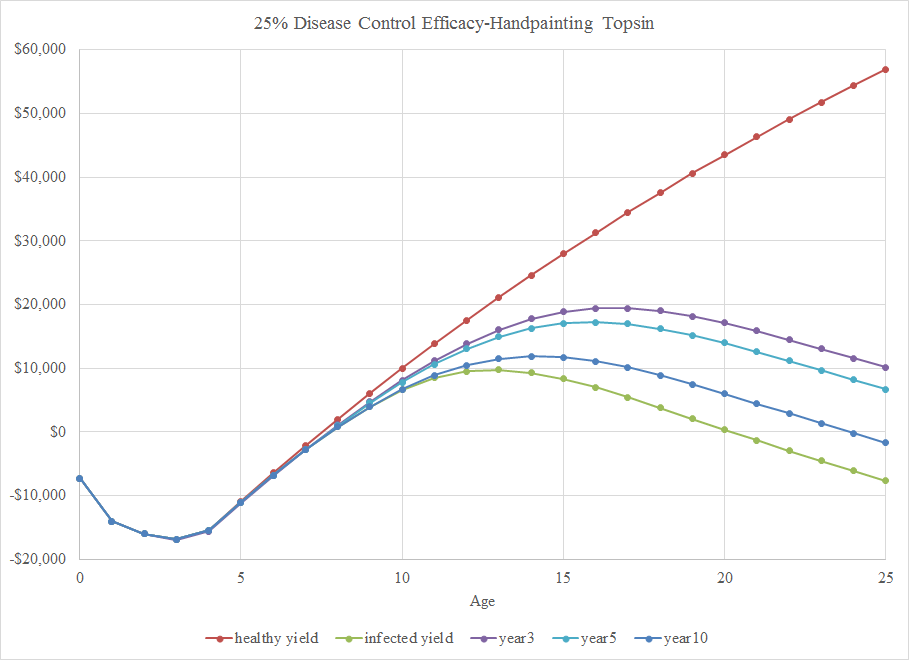 25% Disease Control Efficacy-Handpainting Topsin
$60,000
$50,000
$40,000
$30,000
$20,000
$10,000
$0
-$10,000
-$20,000
0 5 10 15 20 25
Age
healthy yield infected yield year3 year5 year10